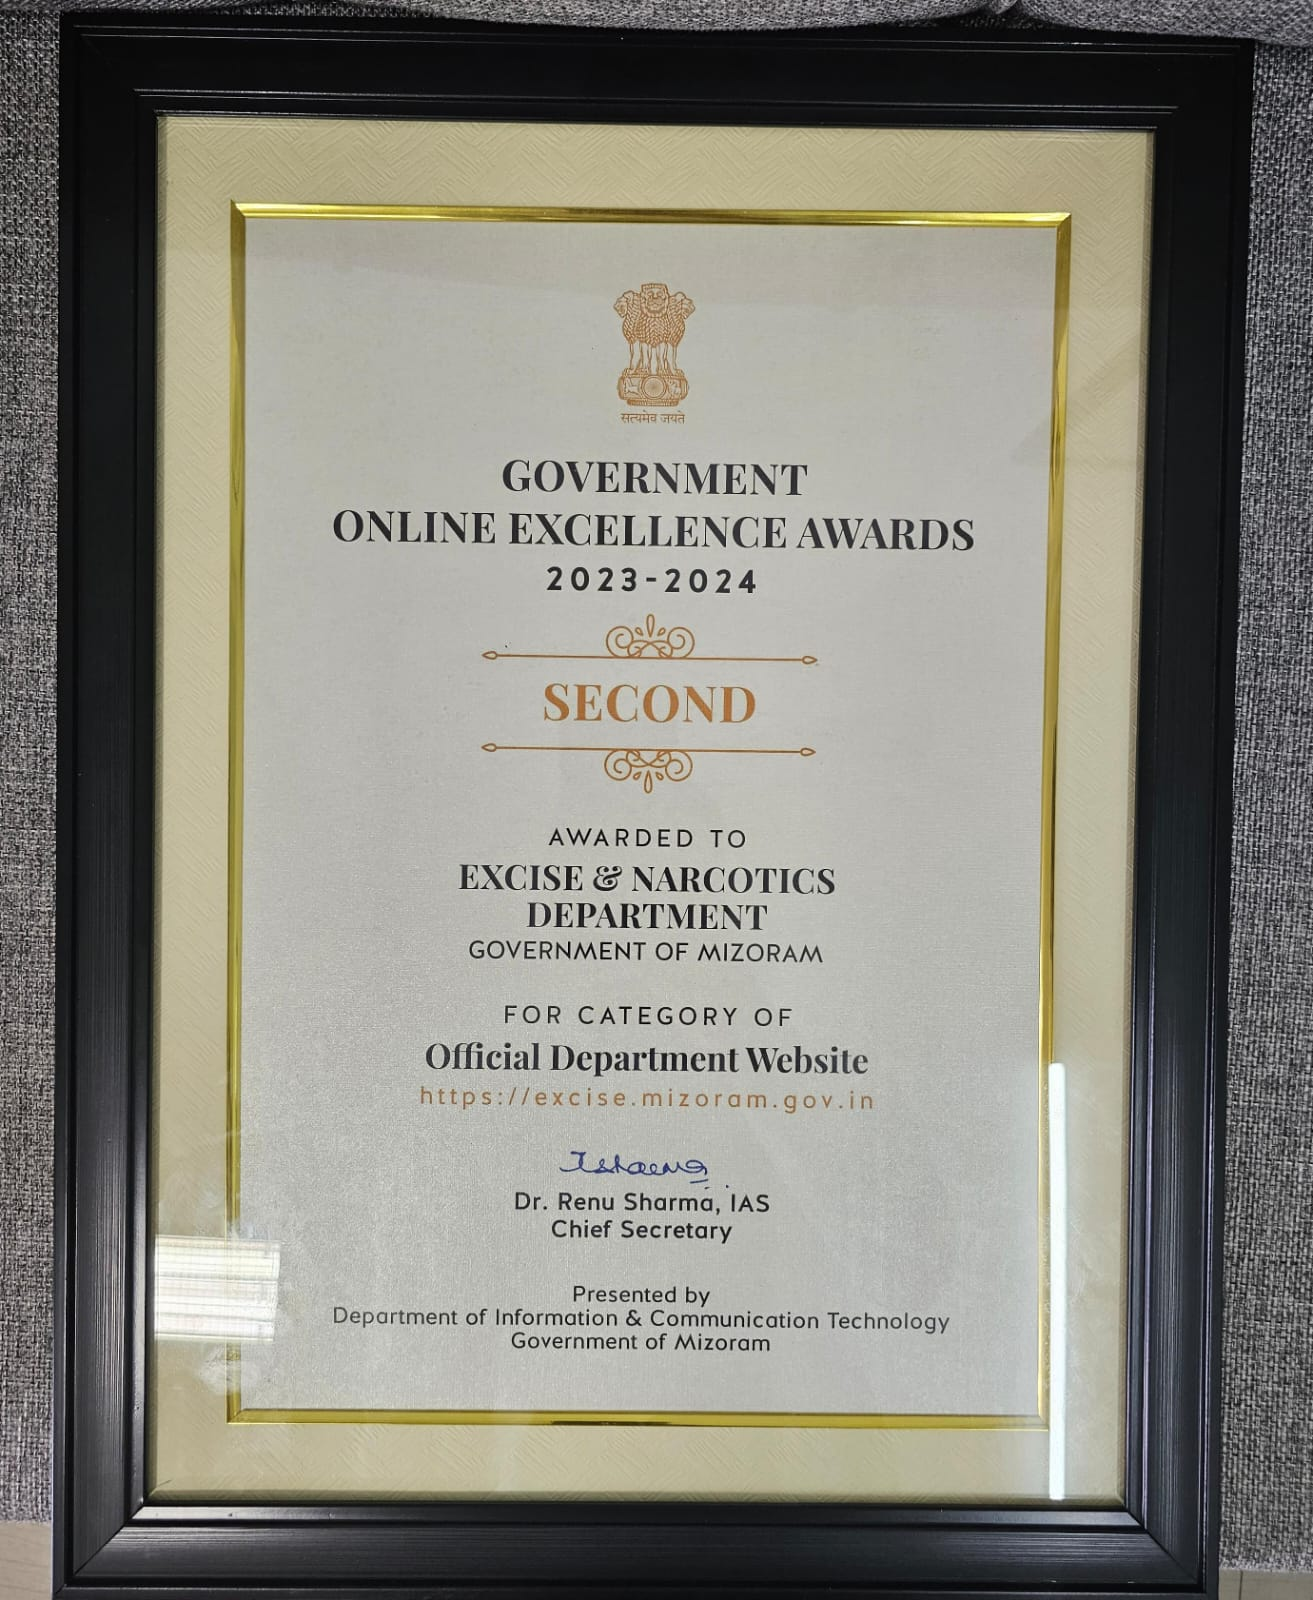 सत्यमेव जयते
GOVERNMENT
ONLINE EXCELLENCE AWARDS
2023-2024
SECOND
AWARDED TO
EXCISE & NARCOTICS
DEPARTMENT
GOVERNMENT OF MIZORAM
FOR CATEGORY OF
Official Department Website
https://excise.mizoram.gov.in
Dr. Renu Sharma, IAS
Chief Secretary
Presented by
Department of Information & Communication Technology
Government of Mizoram